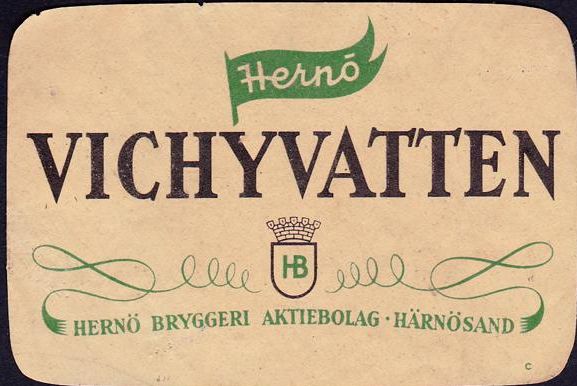 Hernö
VICHYVATTEN
HB
HERNÖ BRYGGERI AKTIEBOLAG · HÄRNÖSAND
C